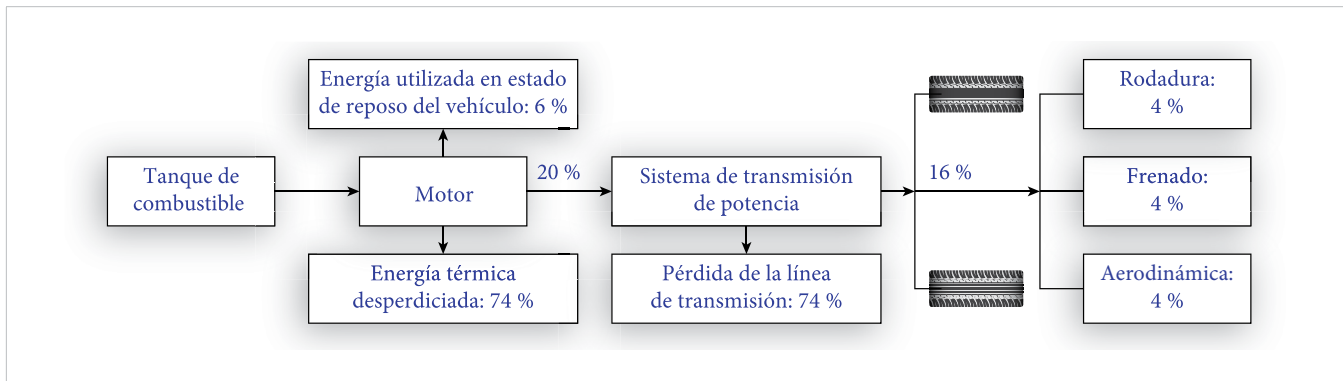 Energía utilizada en estado
de reposo del vehículo: 6 %
Tanque de
combustible
Motor
20 %
Energía térmica
desperdiciada: 74 %
Sistema de transmisión
de potencia
Pérdida de la línea
de transmisión: 74 %
16 %
Rodadura:
4 %
Frenado:
4 %
Aerodinámica:
4 %